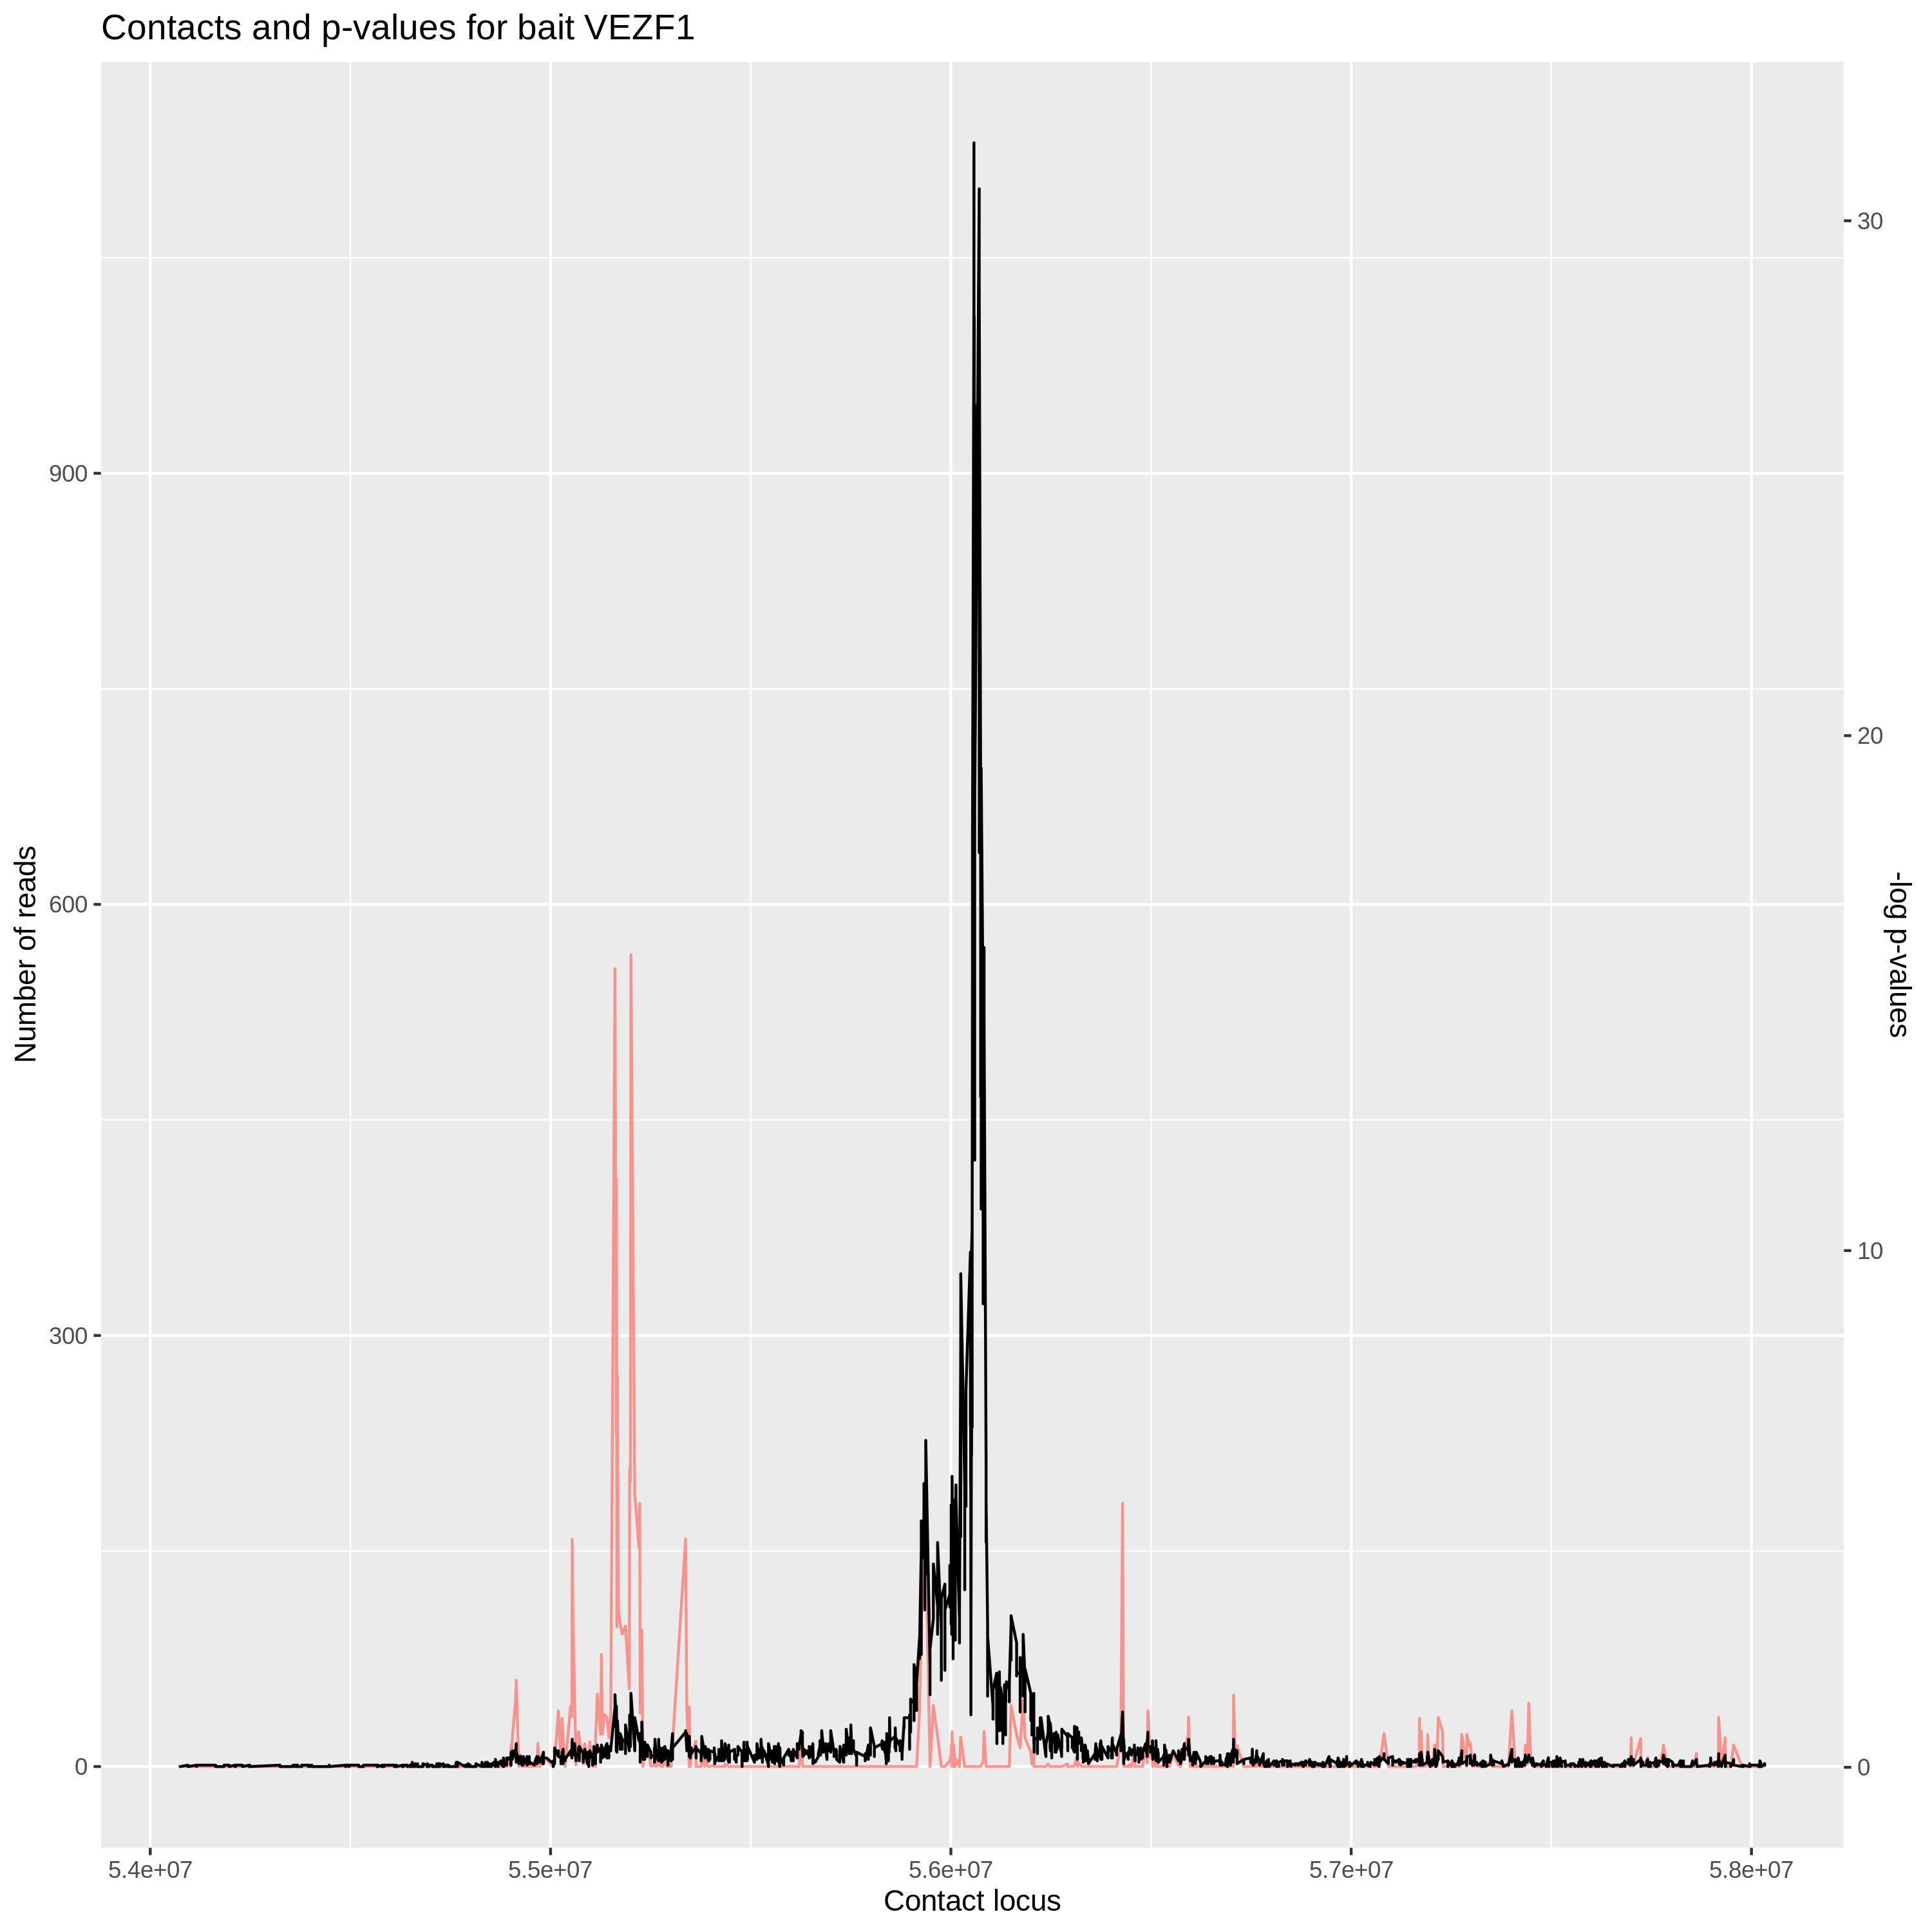 Contacts and p-values for bait VEZF1
Number of reads
900
600
300
0
30
20
10
0
-log p-values
5.4e+07
5.5e+07
5.6e+07
5.7e+07
5.8e+07
Contact locus